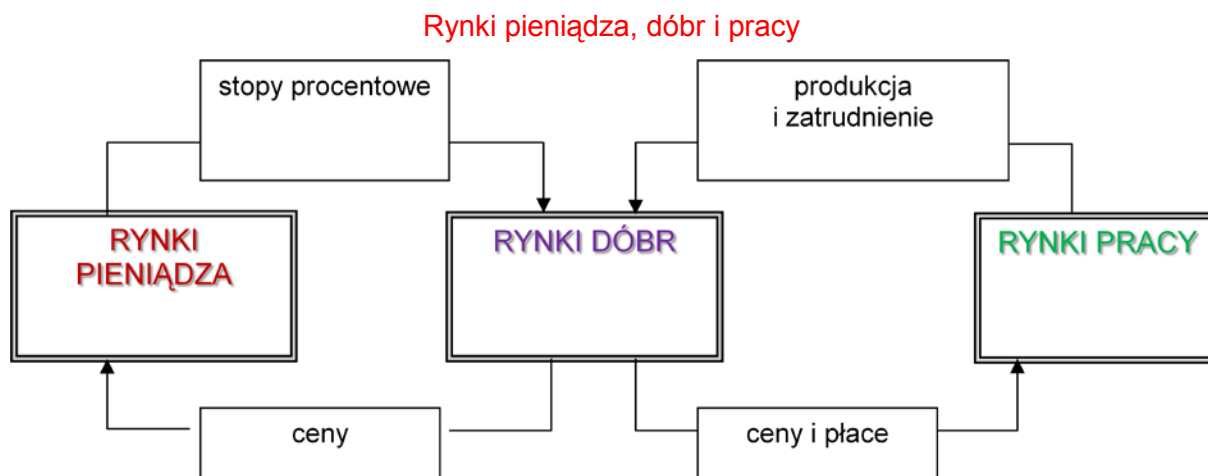 Rynki pieniądza, dóbr i pracy
stopy procentowe
produkcja
i zatrudnienie
RYNKI
PIENIĄDZA
RYNKI DÓBR
RYNKI PRACY
ceny
ceny i płace